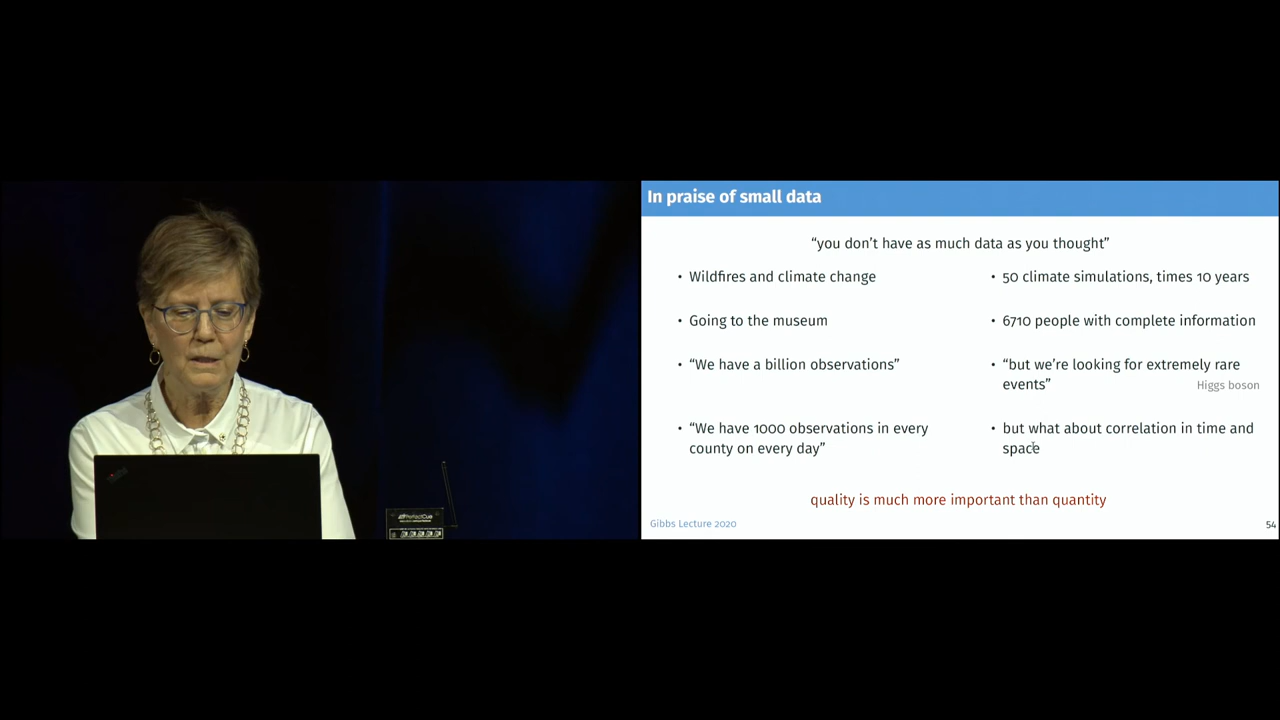 In praise of small data
“you don’t have as much data as you thought”
• Wildfires and climate change
• 50 climate simulations, times 10 years
• Going to the museum
• 6710 people with complete information
• “We have a billion observations”
• “but we’re looking for extremely rare
events”
Higgs boson
• “We have 1000 observations in every
county on every day”
• but what about correlation in time and
space
quality is much more important than quantity
Gibbs Lecture 2020
54
PerfectCue